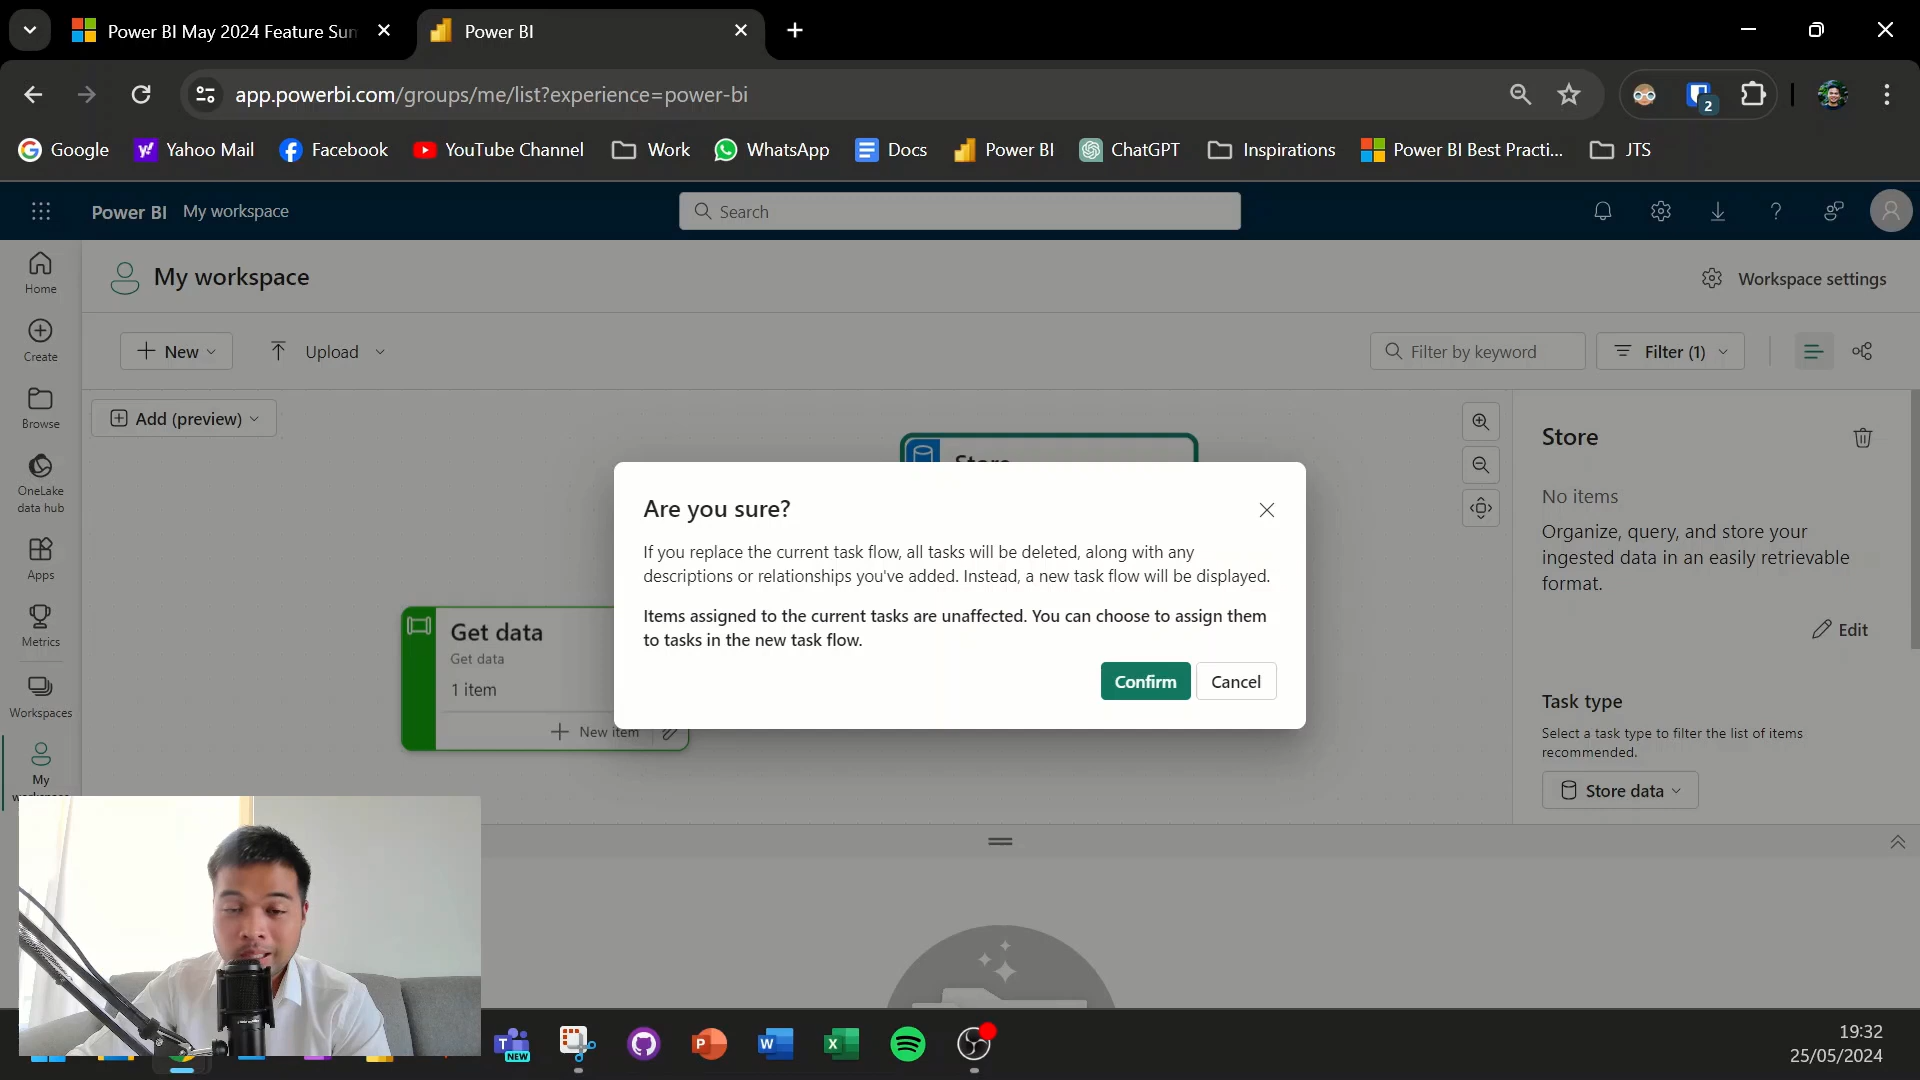 Power BI May 2024 Feature Sum
Power BI
app.powerbi.com/groups/me/list?experience=power-bi
2
Google
Yahoo Mail
Facebook
YouTube Channel
Work
WhatsApp
Docs
Power BI
ChatGPT
Inspirations
Power BI Best Practi...
JTS
Power BI
My workspace
Search
Home
Create
Browse
OneLake
data hub
Apps
Metrics
Workspaces
My
My workspace
Workspace settings
New
Upload
Filter by keyword
Filter (1)
Add (preview)
Store
Get data
Get data
1 item
New item
Are you sure?
If you replace the current task flow, all tasks will be deleted, along with any
descriptions or relationships you've added. Instead, a new task flow will be displayed.
Items assigned to the current tasks are unaffected. You can choose to assign them
to tasks in the new task flow.
Confirm
Cancel
Store
No items
Organize, query, and store your
ingested data in an easily retrievable
format.
Edit
Task type
Select a task type to filter the list of items
recommended.
Store data
NEW
19:32
25/05/2024